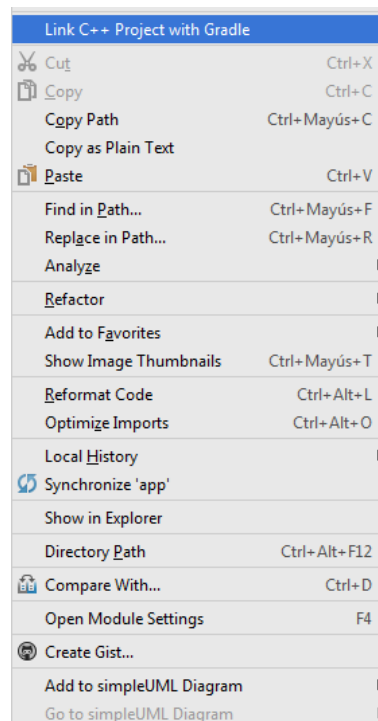 Link C++ Project with Gradle
Cut Ctrl+X
Copy Ctrl+C
Copy Path Ctrl+Mayús+C
Copy as Plain Text
Paste Ctrl+V
Find in Path... Ctrl+Mayús+F
Replace in Path... Ctrl+Mayús+R
Analyze
Refactor
Add to Favorites
Show Image Thumbnails Ctrl+Mayús+T
Reformat Code Ctrl+Alt+L
Optimize Imports Ctrl+Alt+O
Local History
Synchronize 'app'
Show in Explorer
Directory Path Ctrl+Alt+F12
Compare With... Ctrl+D
Open Module Settings F4
Create Gist...
Add to simpleUML Diagram
Go to simpleUML Diagram